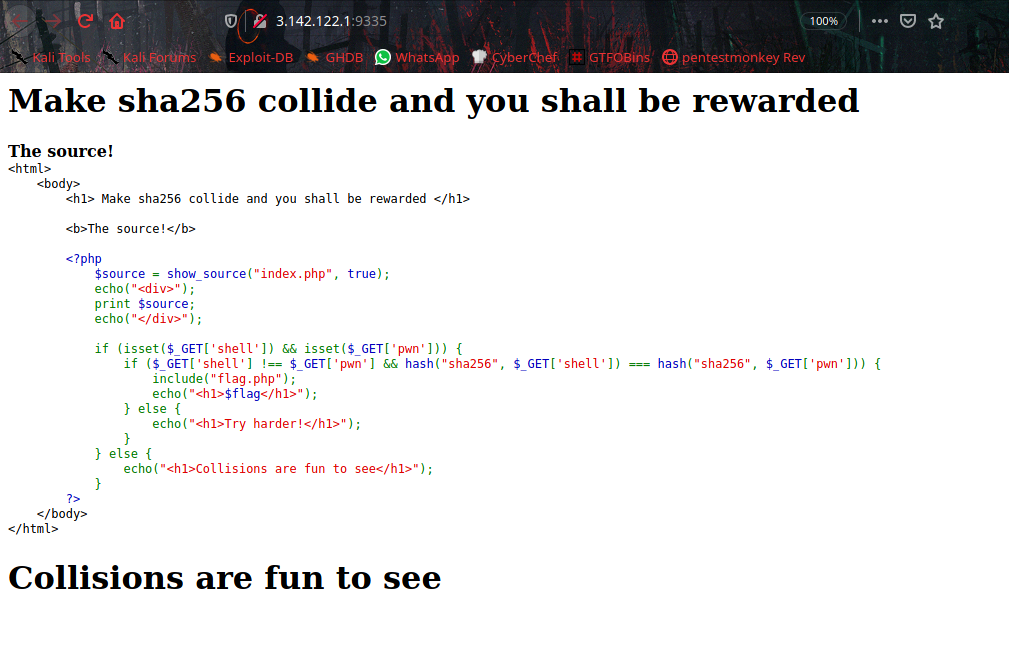 3.142.122.1:9335
100%
Kali Tools Kali Forums Exploit-DB GHDB WhatsApp CyberChef GTFOBins pentestmonkey Rev
Make sha256 collide and you shall be rewarded
The source!
<html>
    <body>
        <h1> Make sha256 collide and you shall be rewarded </h1>
        <b>The source!</b>
        <?php
            $source = show_source("index.php", true);
            echo("<div>");
            print $source;
            echo("</div>");
            if (isset($_GET['shell']) && isset($_GET['pwn'])) {
                if ($_GET['shell'] !== $_GET['pwn'] && hash("sha256", $_GET['shell']) === hash("sha256", $_GET['pwn'])) {
                    include("flag.php");
                    echo("<h1>$flag</h1>");
                } else {
                    echo("<h1>Try harder!</h1>");
                }
            } else {
                echo("<h1>Collisions are fun to see</h1>");
            }
        ?>
    </body>
</html>
Collisions are fun to see